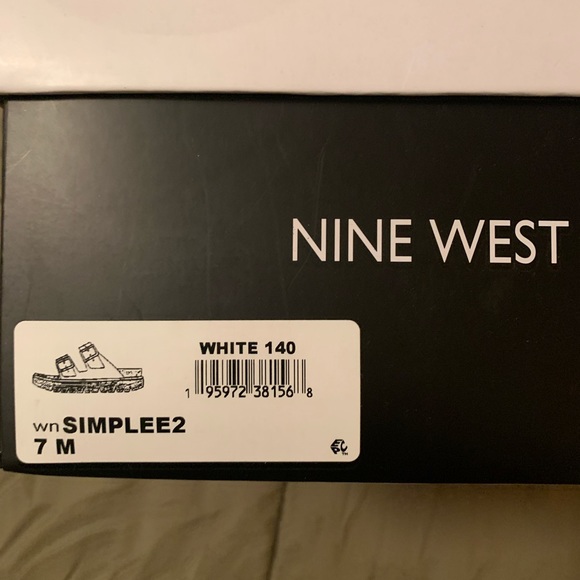 NINE WEST
WHITE 140
1 95972 38156 8
wn SIMPLEE2
7 M